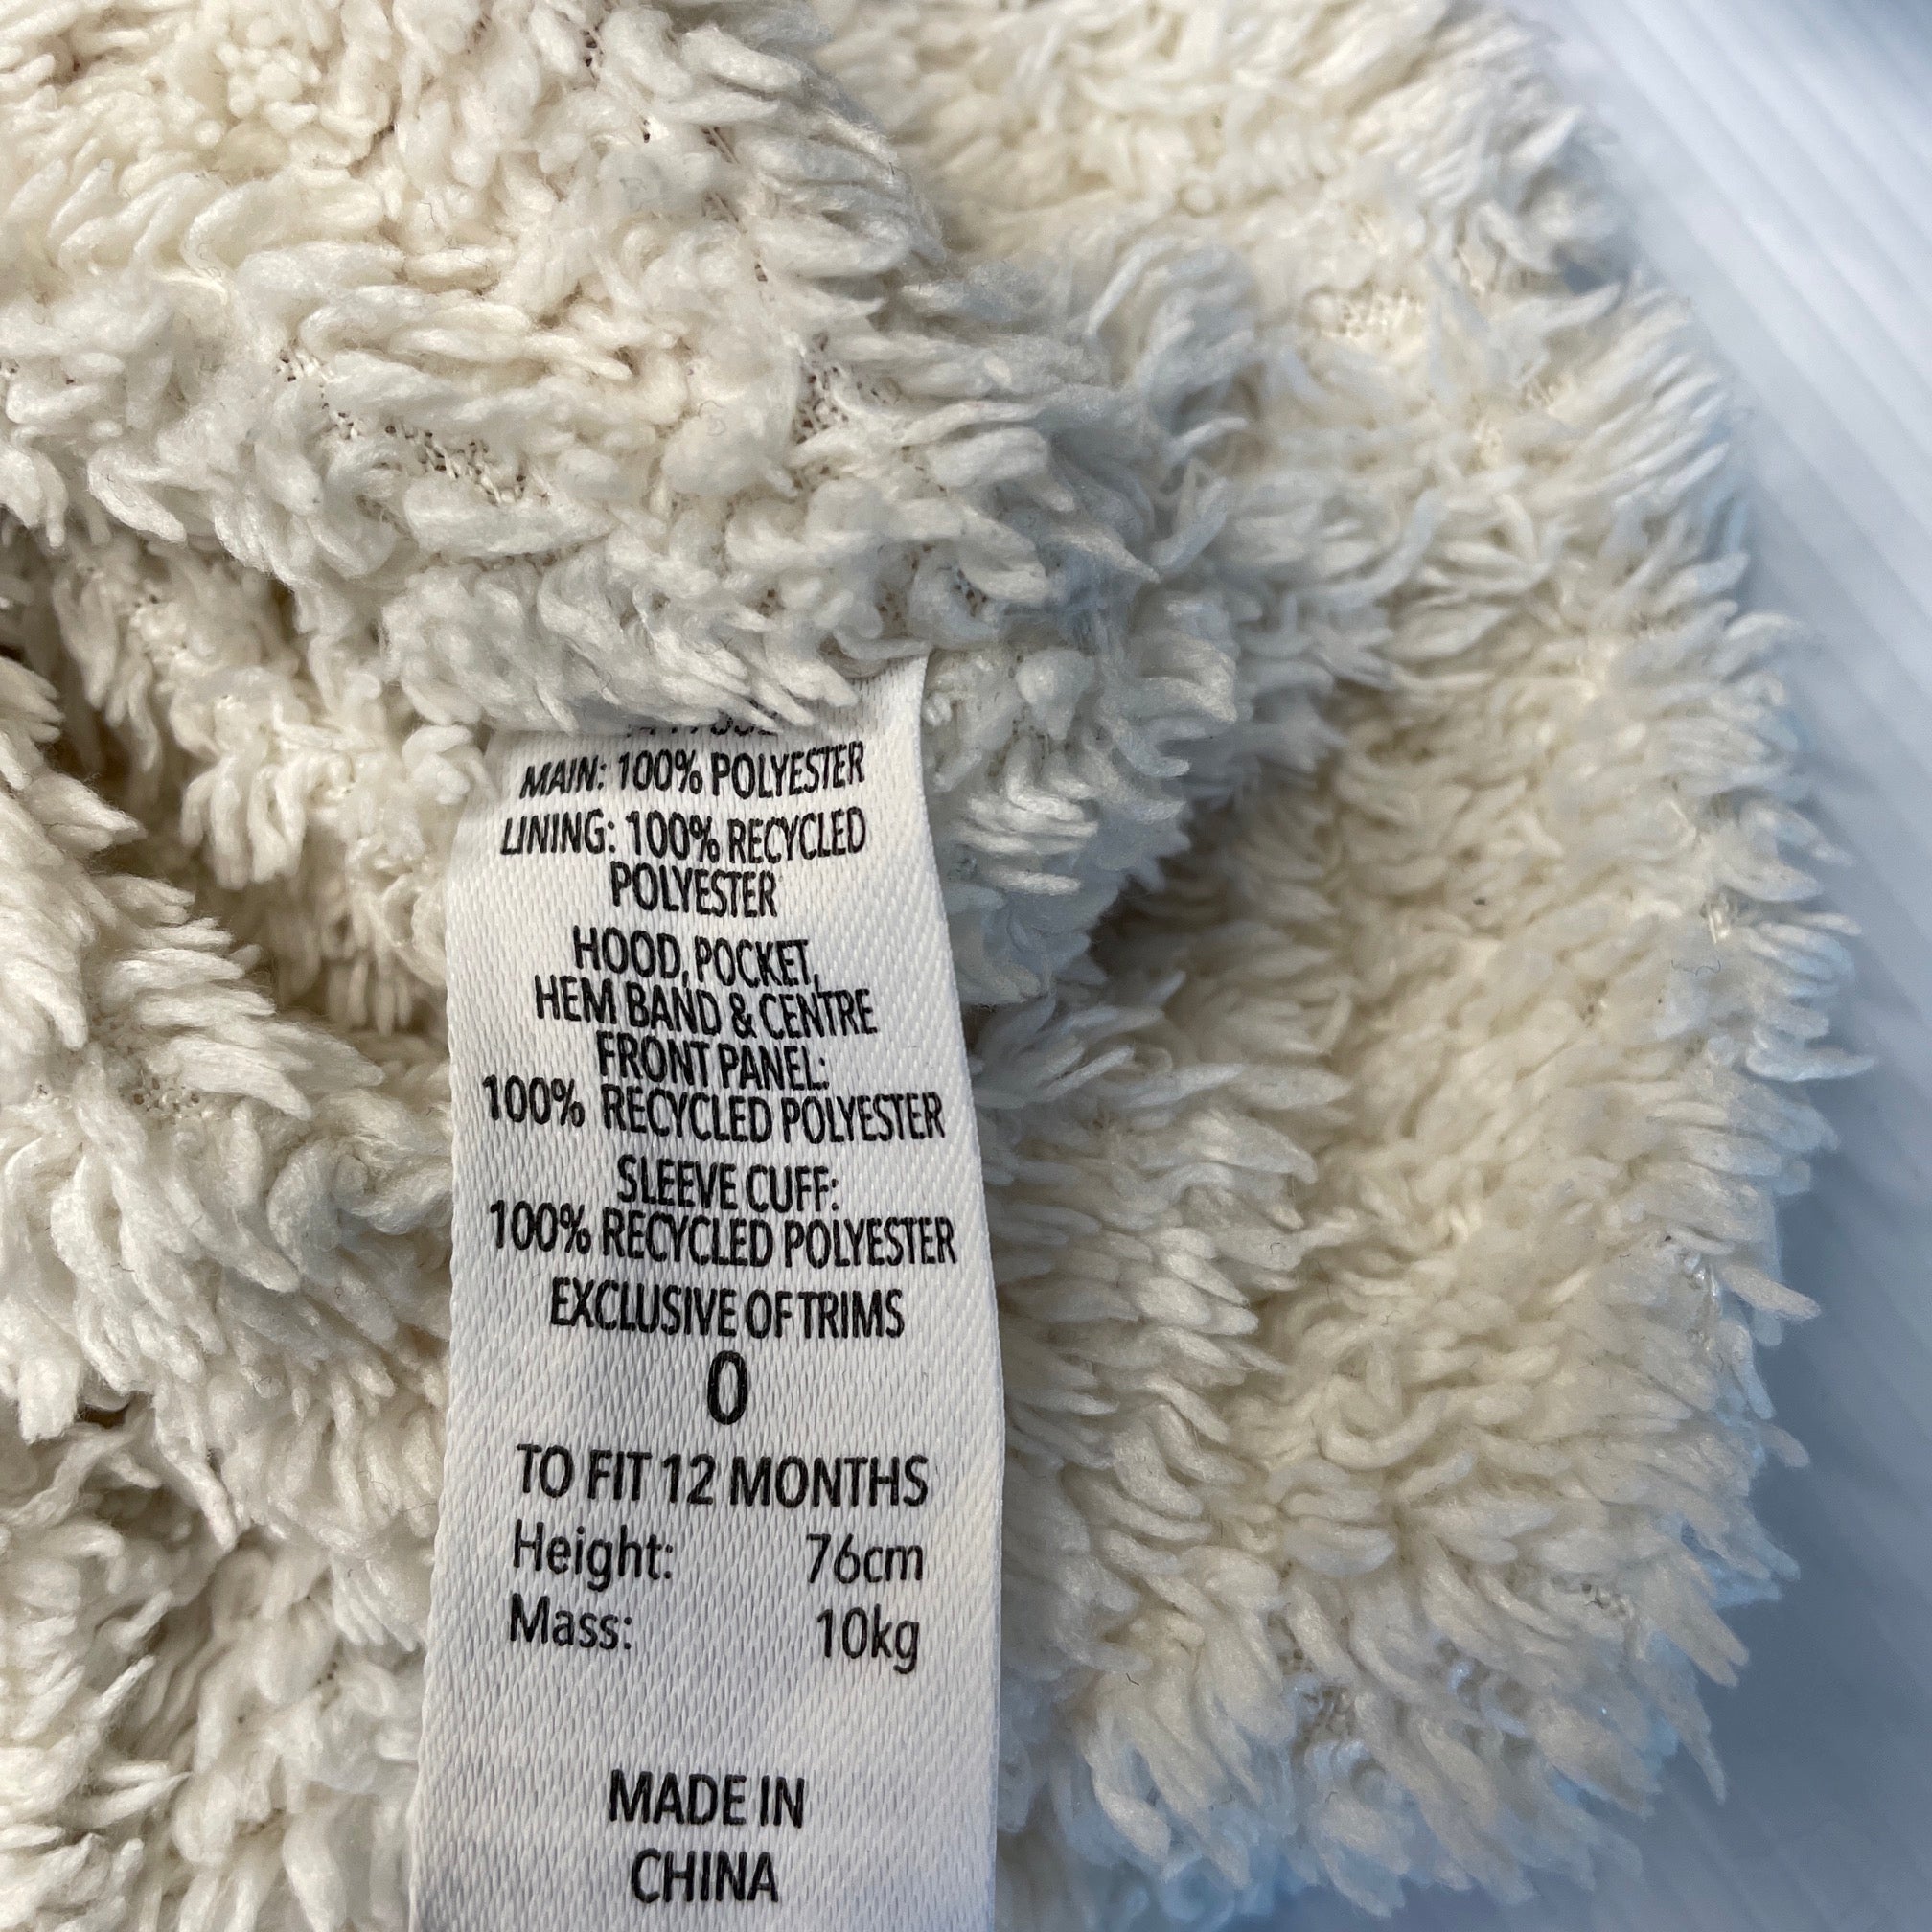 MAIN: 100% POLYESTER
LINING: 100% RECYCLED
POLYESTER
HOOD, POCKET,
HEM BAND & CENTRE
FRONT PANEL:
100% RECYCLED POLYESTER
SLEEVE CUFF:
100% RECYCLED POLYESTER
EXCLUSIVE OF TRIMS
0
TO FIT 12 MONTHS
Height: 76cm
Mass: 10kg
MADE IN
CHINA